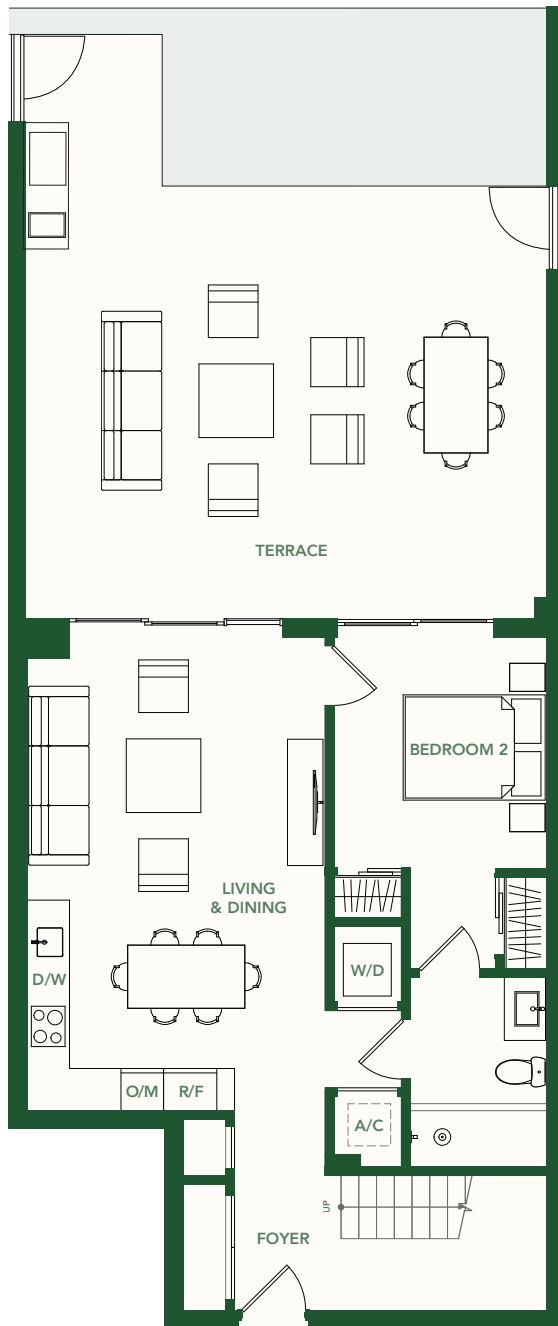 TERRACE
BEDROOM 2
LIVING
& DINING
D/W
W/D
O/M
R/F
A/C
UP
FOYER